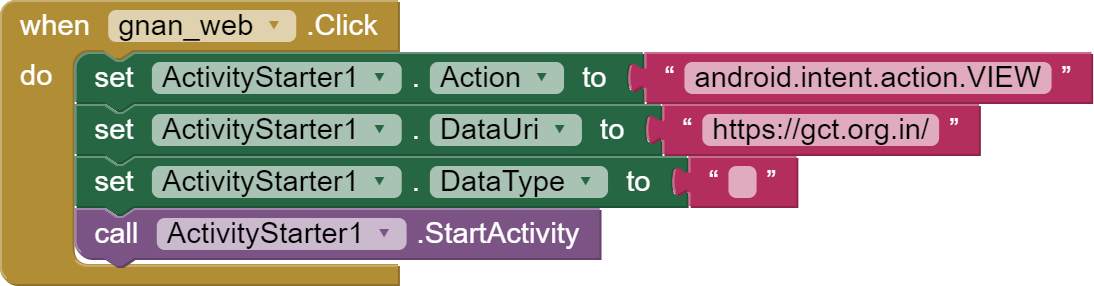 when gnan_web .Click
do set ActivityStarter1 . Action to “ android.intent.action.VIEW ”
set ActivityStarter1 . DataUri to “ https://gct.org.in/ ”
set ActivityStarter1 . DataType to “ ”
call ActivityStarter1 .StartActivity